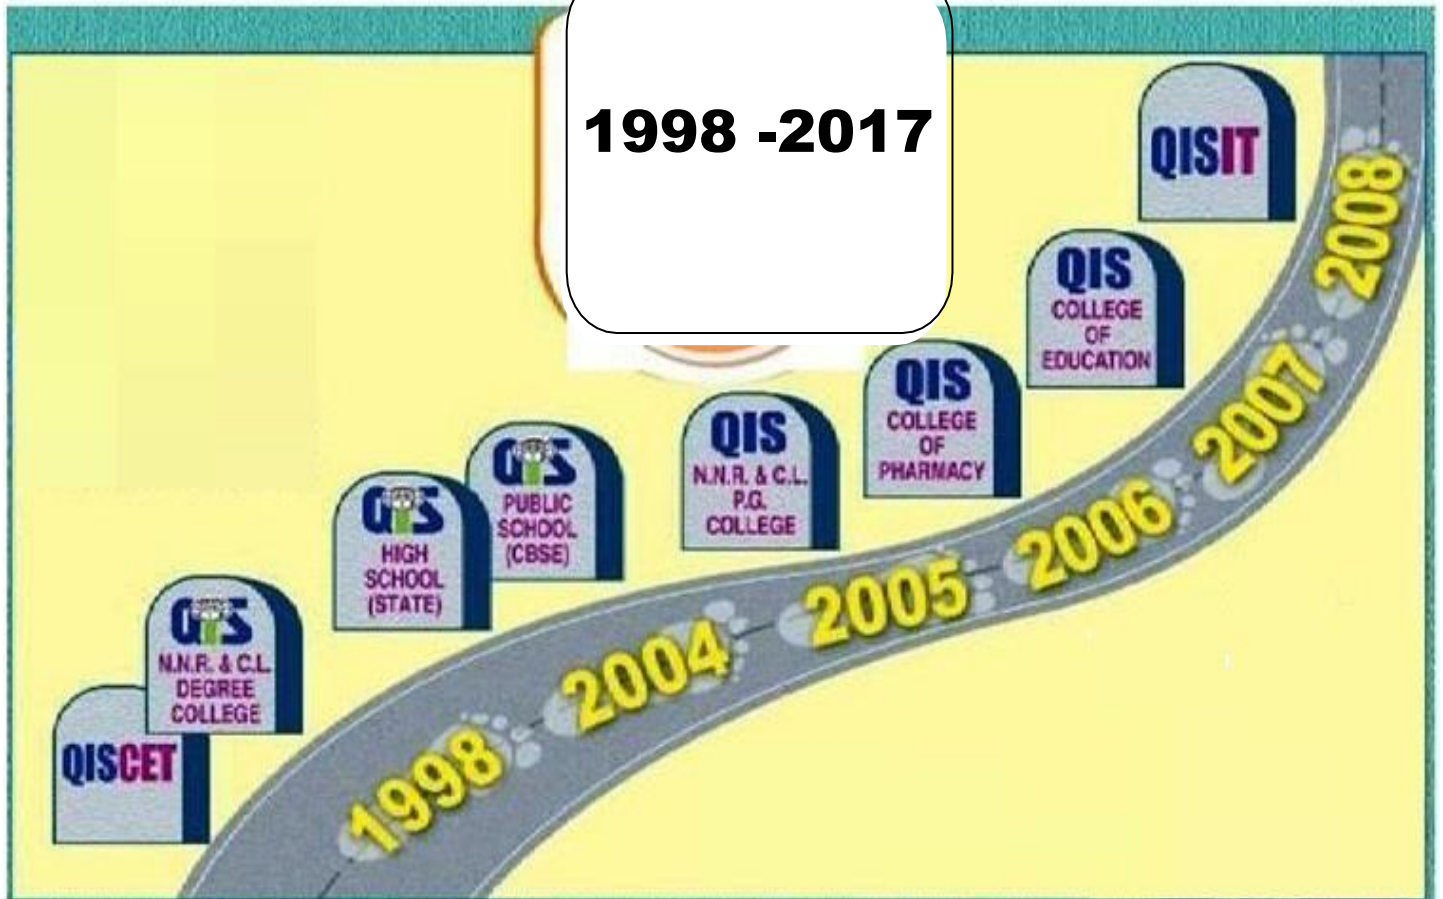 1998 -2017
QISIT
QIS
COLLEGE
OF
EDUCATION
QIS
COLLEGE
OF
PHARMACY
QIS
N.N.R. & C.L.
P.G.
COLLEGE
QIS
PUBLIC
SCHOOL
(CBSE)
QIS
HIGH
SCHOOL
(STATE)
QIS
N.N.R. & C.L.
DEGREE
COLLEGE
QISCET
1998
2004
2005
2006
2007
2008